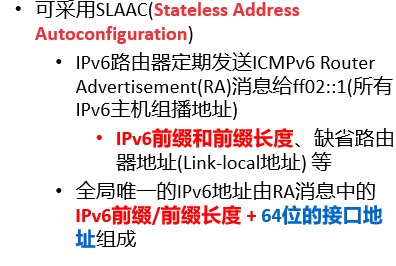 • 可采用SLAAC(Stateless Address
Autoconfiguration)
• IPv6路由器定期发送ICMPv6 Router
Advertisement(RA)消息给ff02::1(所有
IPv6主机组播地址)
• IPv6前缀和前缀长度、缺省路由
器地址(Link-local地址) 等
• 全局唯一的IPv6地址由RA消息中的
IPv6前缀/前缀长度 + 64位的接口地
址组成